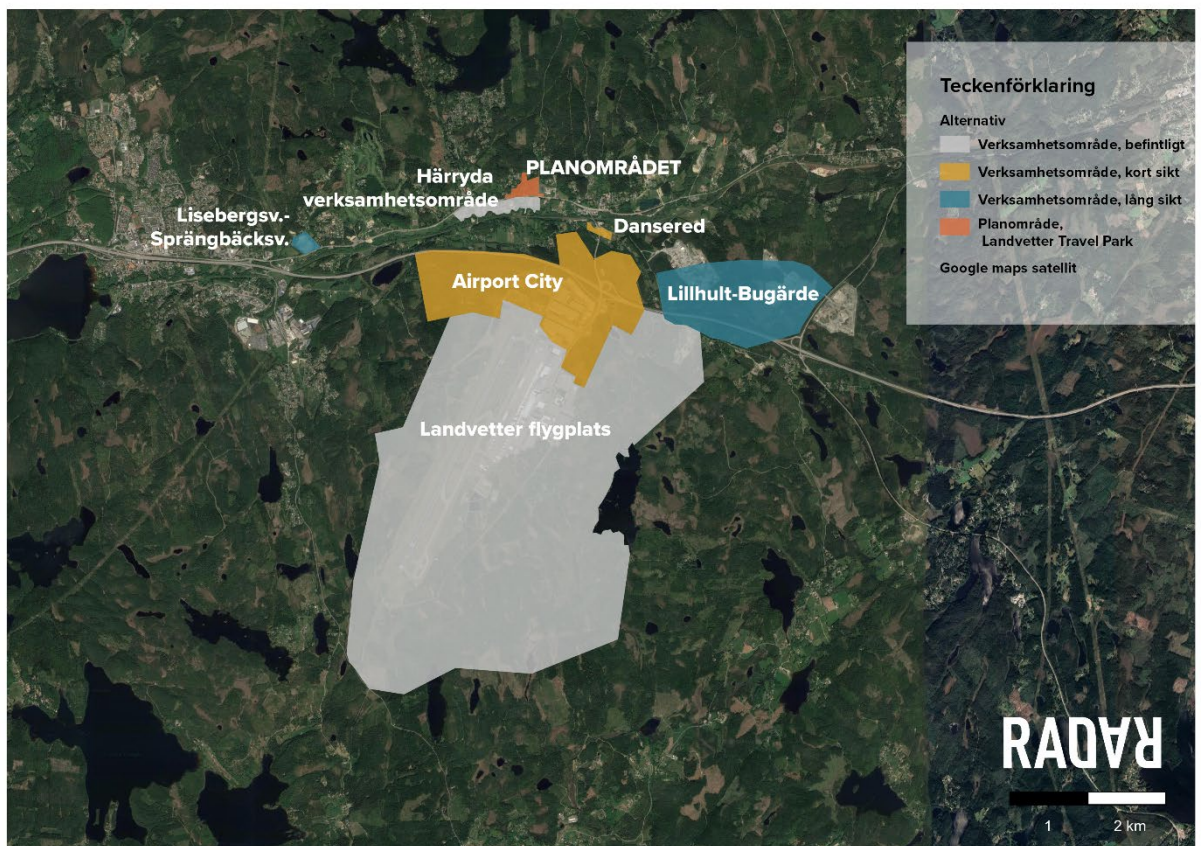 Teckenförklaring
Alternativ
Verksamhetsområde, befintligt
Verksamhetsområde, kort sikt
Verksamhetsområde, lång sikt
Planområde,
Landvetter Travel Park
Google maps satellit
PLANOMRÅDET
Härryda
verksamhetsområde
Lisebergsv.-
Sprängbäcksv.
Dansered
Airport City
Lillhult-Bugärde
Landvetter flygplats
RADAR
1 2 km